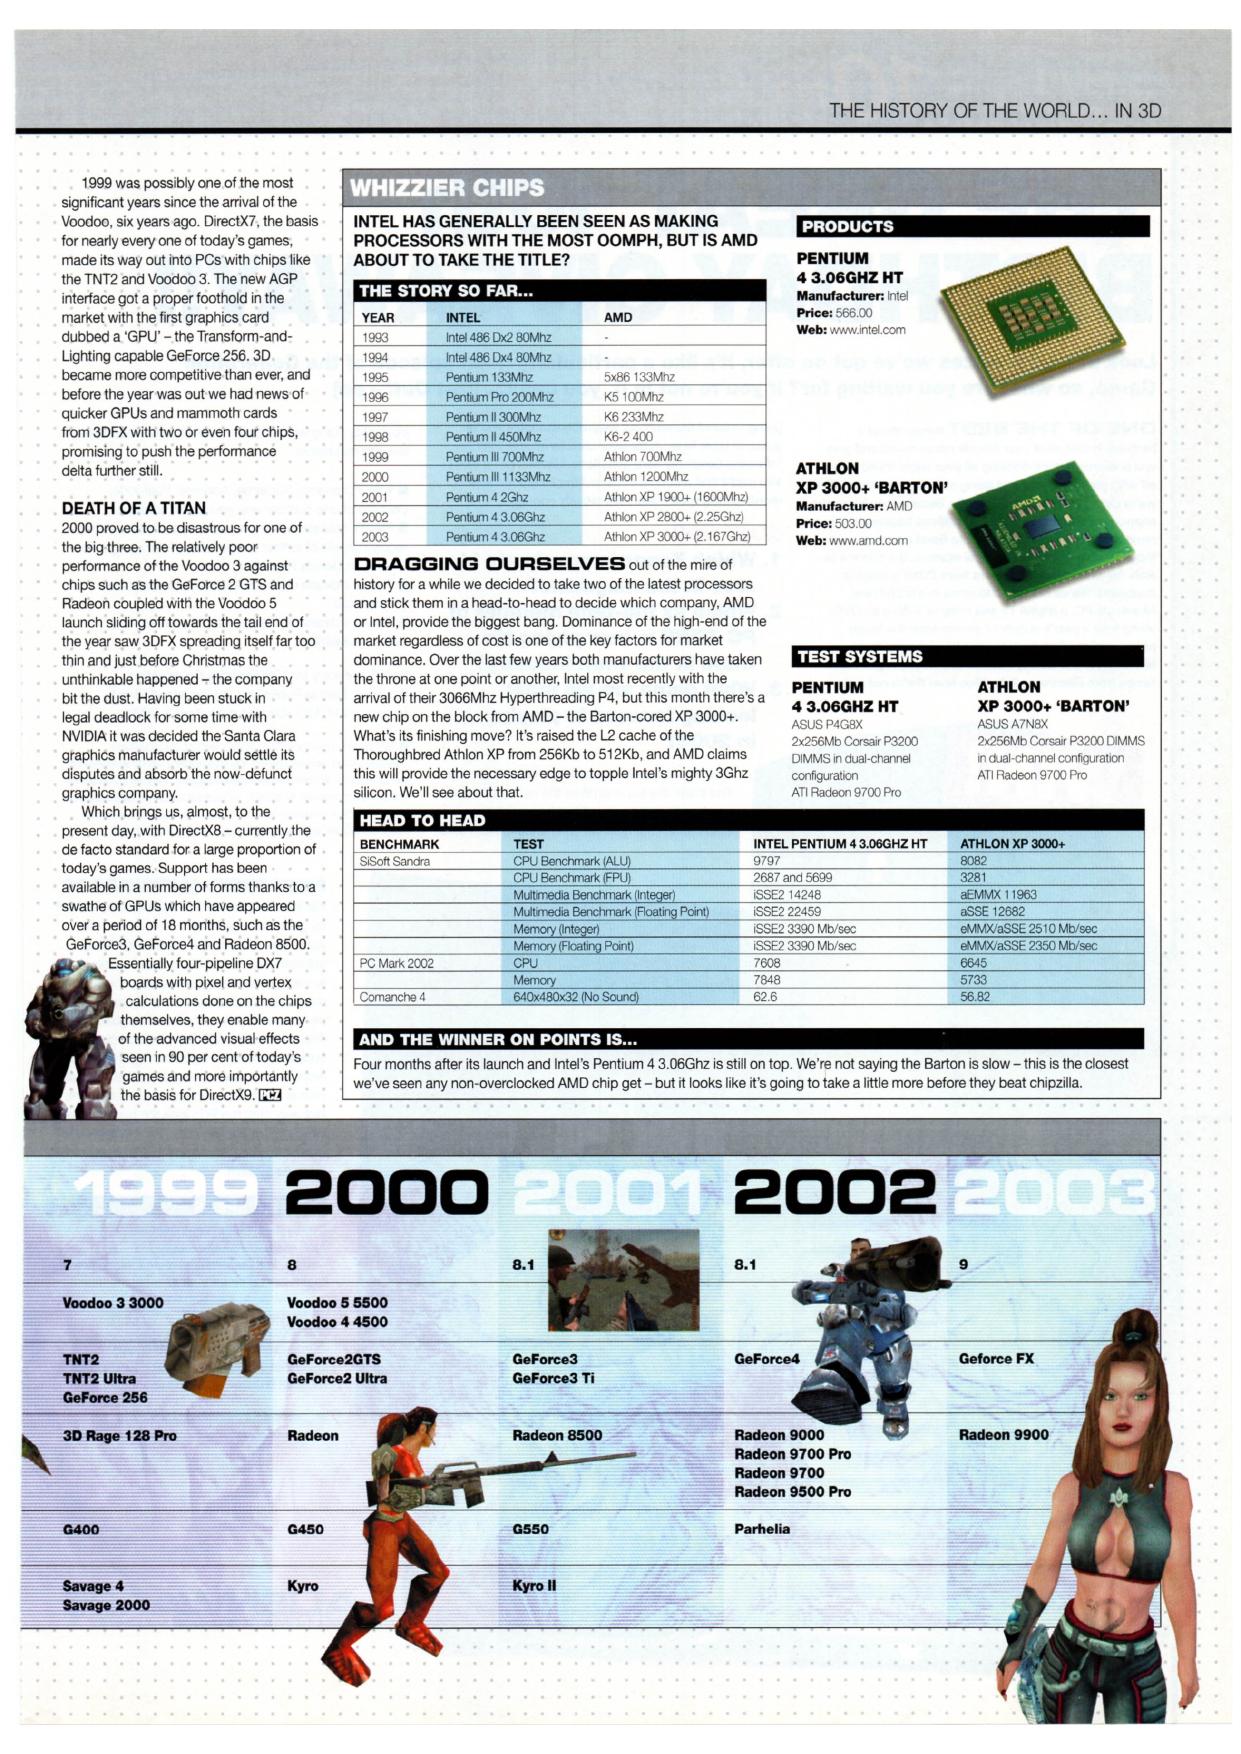 THE HISTORY OF THE WORLD... IN 3D
1999 was possibly one of the most
significant years since the arrival of the
Voodoo, six years ago. DirectX7, the basis
for nearly every one of today's games,
made its way out into PCs with chips like
the TNT2 and Voodoo 3. The new AGP
interface got a proper foothold in the
market with the first graphics card
dubbed a 'GPU' – the Transform-and-
Lighting capable GeForce 256. 3D
became more competitive than ever, and
before the year was out we had news of
quicker GPUs and mammoth cards
from 3DFX with two or even four chips,
promising to push the performance
delta further still.
DEATH OF A TITAN
2000 proved to be disastrous for one of
the big three. The relatively poor
performance of the Voodoo 3 against
chips such as the GeForce 2 GTS and
Radeon coupled with the Voodoo 5
launch sliding off towards the tail end of
the year saw 3DFX spreading itself far too
thin and just before Christmas the
unthinkable happened – the company
bit the dust. Having been stuck in
legal deadlock for some time with
NVIDIA it was decided the Santa Clara
graphics manufacturer would settle its
disputes and absorb the now-defunct
graphics company.
Which brings us, almost, to the
present day, with DirectX8 – currently the
de facto standard for a large proportion of
today's games. Support has been
available in a number of forms thanks to a
swathe of GPUs which have appeared
over a period of 18 months, such as the
GeForce3, GeForce4 and Radeon 8500.
Essentially four-pipeline DX7
boards with pixel and vertex
calculations done on the chips
themselves, they enable many
of the advanced visual effects
seen in 90 per cent of today's
games and more importantly
the basis for DirectX9. PCZ
WHIZZIER CHIPS
INTEL HAS GENERALLY BEEN SEEN AS MAKING
PROCESSORS WITH THE MOST OOMPH, BUT IS AMD
ABOUT TO TAKE THE TITLE?
THE STORY SO FAR...
YEAR INTEL AMD
1993 Intel 486 Dx2 80Mhz -
1994 Intel 486 Dx4 80Mhz -
1995 Pentium 133Mhz 5x86 133Mhz
1996 Pentium Pro 200Mhz K5 100Mhz
1997 Pentium II 300Mhz K6 233Mhz
1998 Pentium II 450Mhz K6-2 400
1999 Pentium III 700Mhz Athlon 700Mhz
2000 Pentium III 1133Mhz Athlon 1200Mhz
2001 Pentium 4 2Ghz Athlon XP 1900+ (1600Mhz)
2002 Pentium 4 3.06Ghz Athlon XP 2800+ (2.25Ghz)
2003 Pentium 4 3.06Ghz Athlon XP 3000+ (2.167Ghz)
DRAGGING OURSELVES out of the mire of
history for a while we decided to take two of the latest processors
and stick them in a head-to-head to decide which company, AMD
or Intel, provide the biggest bang. Dominance of the high-end of the
market regardless of cost is one of the key factors for market
dominance. Over the last few years both manufacturers have taken
the throne at one point or another, Intel most recently with the
arrival of their 3066Mhz Hyperthreading P4, but this month there's a
new chip on the block from AMD – the Barton-cored XP 3000+.
What's its finishing move? It's raised the L2 cache of the
Thoroughbred Athlon XP from 256Kb to 512Kb, and AMD claims
this will provide the necessary edge to topple Intel's mighty 3Ghz
silicon. We'll see about that.
PRODUCTS
PENTIUM
4 3.06GHZ HT
Manufacturer: Intel
Price: 566.00
Web: www.intel.com
ATHLON
XP 3000+ 'BARTON'
Manufacturer: AMD
Price: 503.00
Web: www.amd.com
AMD
TEST SYSTEMS
PENTIUM
4 3.06GHZ HT
ASUS P4G8X
2x256Mb Corsair P3200
DIMMS in dual-channel
configuration
ATI Radeon 9700 Pro
ATHLON
XP 3000+ 'BARTON'
ASUS A7N8X
2x256Mb Corsair P3200 DIMMS
in dual-channel configuration
ATI Radeon 9700 Pro
HEAD TO HEAD
BENCHMARK TEST INTEL PENTIUM 4 3.06GHZ HT ATHLON XP 3000+
SiSoft Sandra CPU Benchmark (ALU) 9797 8082
CPU Benchmark (FPU) 2687 and 5699 3281
Multimedia Benchmark (Integer) iSSE2 14248 aEMMX 11963
Multimedia Benchmark (Floating Point) iSSE2 22459 aSSE 12682
Memory (Integer) iSSE2 3390 Mb/sec eMMX/aSSE 2510 Mb/sec
Memory (Floating Point) iSSE2 3390 Mb/sec eMMX/aSSE 2350 Mb/sec
PC Mark 2002 CPU 7608 6645
Memory 7848 5733
Comanche 4 640x480x32 (No Sound) 62.6 56.82
AND THE WINNER ON POINTS IS...
Four months after its launch and Intel's Pentium 4 3.06Ghz is still on top. We're not saying the Barton is slow – this is the closest
we've seen any non-overclocked AMD chip get – but it looks like it's going to take a little more before they beat chipzilla.
1999 2000 2001 2002 2003
7 8 8.1 8.1 9
Voodoo 3 3000 Voodoo 5 5500
Voodoo 4 4500
TNT2 GeForce2GTS GeForce3 GeForce4 Geforce FX
TNT2 Ultra GeForce2 Ultra GeForce3 Ti
GeForce 256
3D Rage 128 Pro Radeon Radeon 8500 Radeon 9000 Radeon 9900
Radeon 9700 Pro
Radeon 9700
Radeon 9500 Pro
G400 G450 G550 Parhelia
Savage 4 Kyro Kyro II
Savage 2000